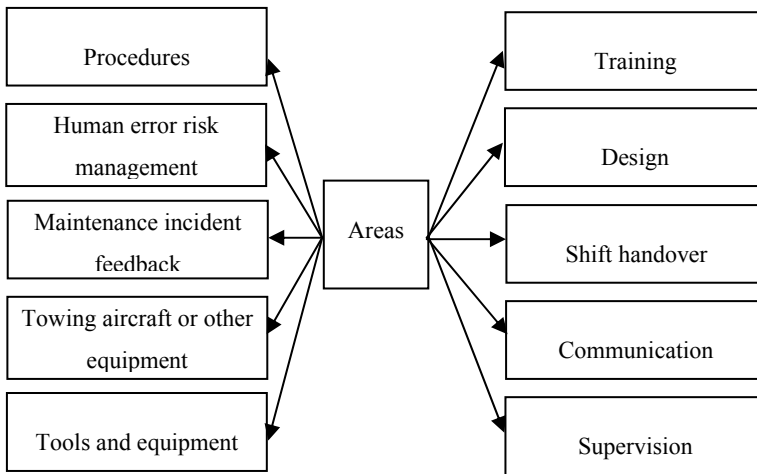 Procedures
Human error risk
management
Maintenance incident
feedback
Towing aircraft or other
equipment
Tools and equipment
Areas
Training
Design
Shift handover
Communication
Supervision